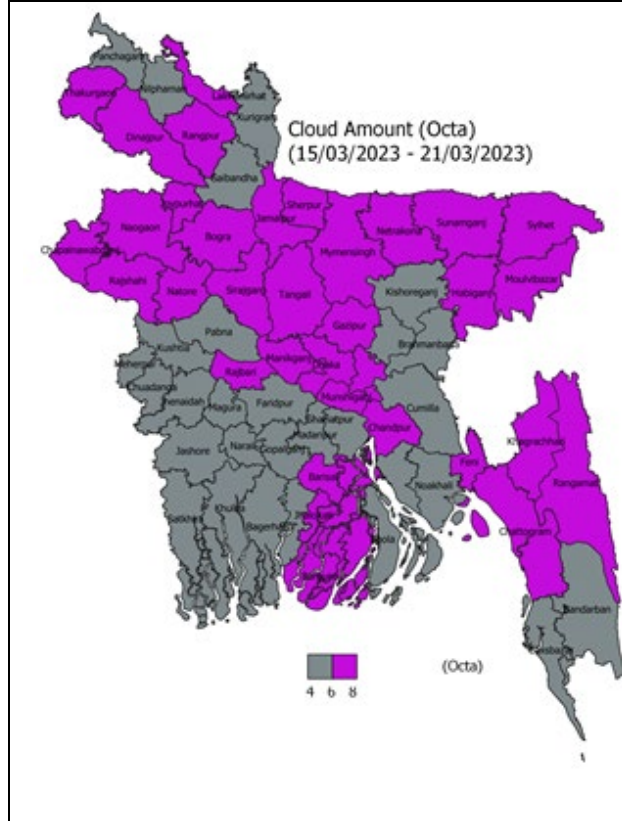 Panchagarh
Nilphamari
Thakurgaon
Lalmonirhat
Kurigram
Dinajpur
Rangpur
Cloud Amount (Octa)
(15/03/2023 - 21/03/2023)
Gaibandha
Joypurhat
Sherpur
Naogaon
Jamalpur
Netrakona
Sunamganj
Sylhet
Bogra
Mymensingh
Chapainawabganj
Rajshahi
Natore
Sirajganj
Tangail
Kishoreganj
Habiganj
Moulvibazar
Pabna
Gazipur
Kushtia
Brahmanbaria
Meherpur
Manikganj
Dhaka
Chuadanga
Rajbari
Jhenaidah
Magura
Faridpur
Munshiganj
Cumilla
Shariatpur
Chandpur
Madaripur
Khagrachhari
Jashore
Narail
Gopalganj
Feni
Barisal
Noakhali
Rangamati
Satkhira
Khulna
Bagerhat
Jhalokati
Bhola
Chattogram
Barguna
Bandarban
(Octa)
4 6 8